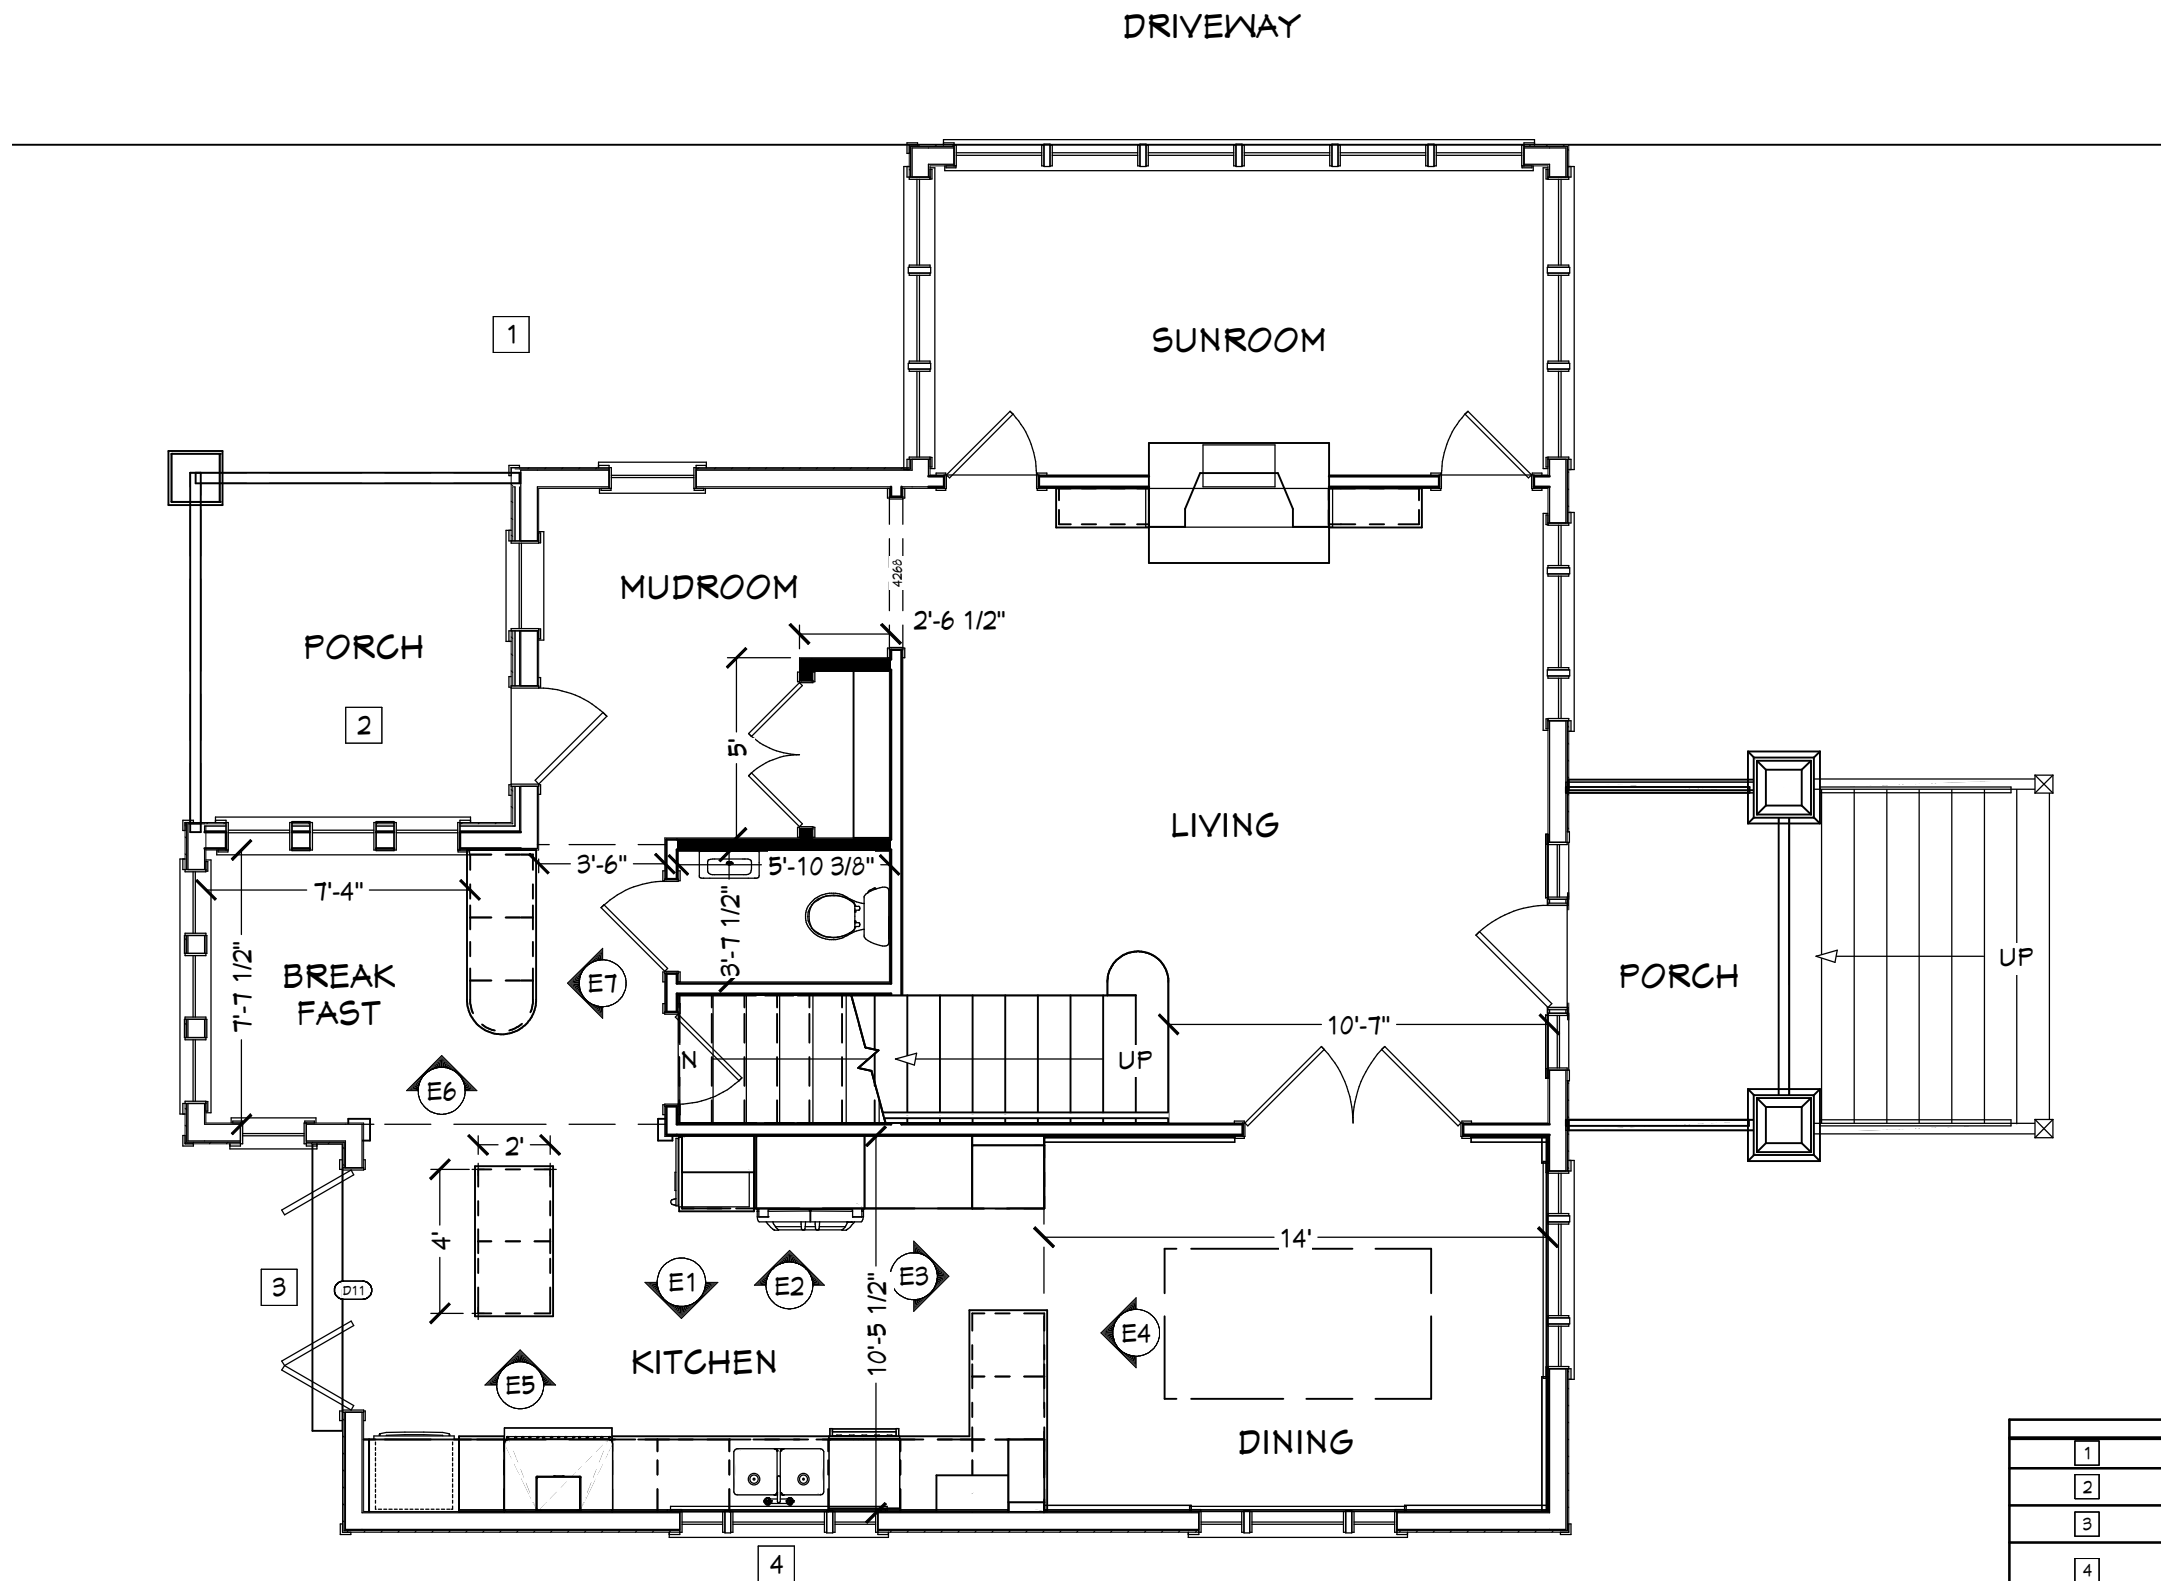 DRIVEWAY
1
SUNROOM
4268
MUDROOM
2'-6 1/2"
PORCH
2
5'
LIVING
3'-6"
5'-10 3/8"
7'-4"
3'-7 1/2"
7'-7 1/2"
BREAK
FAST
E7
PORCH
UP
10'-7"
N
UP
E6
2'
4'
14'
3
D11
E1
E2
E3
10'-5 1/2"
E4
KITCHEN
E5
DINING
4
1
2
3
4